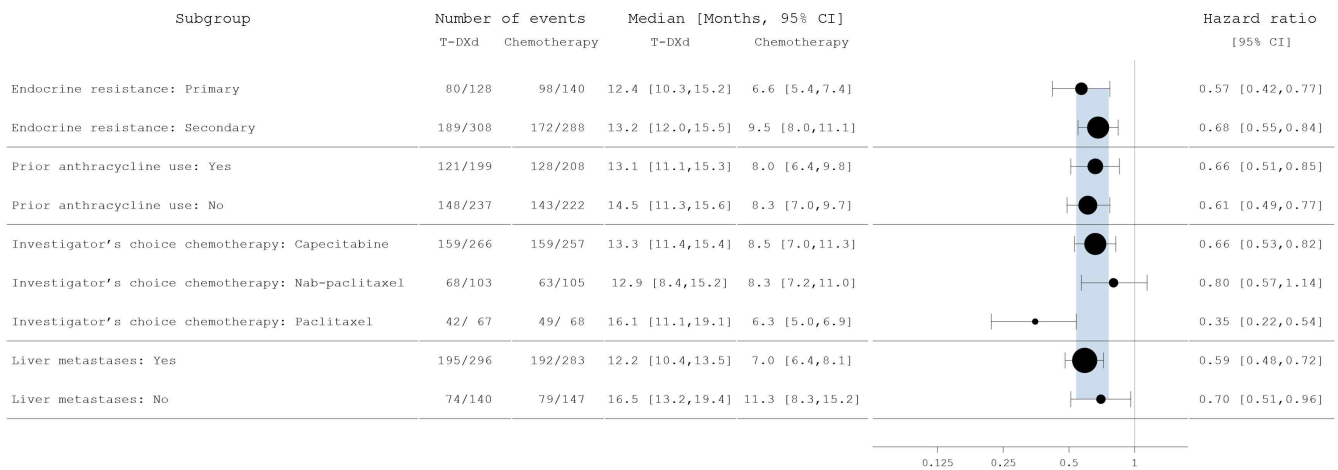 Subgroup Number of events Median [Months, 95% CI] Hazard ratio
T-DXd Chemotherapy T-DXd Chemotherapy [95% CI]
Endocrine resistance: Primary 80/128 98/140 12.4 [10.3,15.2] 6.6 [5.4,7.4] 0.57 [0.42,0.77]
Endocrine resistance: Secondary 189/308 172/288 13.2 [12.0,15.5] 9.5 [8.0,11.1] 0.68 [0.55,0.84]
Prior anthracycline use: Yes 121/199 128/208 13.1 [11.1,15.3] 8.0 [6.4,9.8] 0.66 [0.51,0.85]
Prior anthracycline use: No 148/237 143/222 14.5 [11.3,15.6] 8.3 [7.0,9.7] 0.61 [0.49,0.77]
Investigator's choice chemotherapy: Capecitabine 159/266 159/257 13.3 [11.4,15.4] 8.5 [7.0,11.3] 0.66 [0.53,0.82]
Investigator's choice chemotherapy: Nab-paclitaxel 68/103 63/105 12.9 [8.4,15.2] 8.3 [7.2,11.0] 0.80 [0.57,1.14]
Investigator's choice chemotherapy: Paclitaxel 42/ 67 49/ 68 16.1 [11.1,19.1] 6.3 [5.0,6.9] 0.35 [0.22,0.54]
Liver metastases: Yes 195/296 192/283 12.2 [10.4,13.5] 7.0 [6.4,8.1] 0.59 [0.48,0.72]
Liver metastases: No 74/140 79/147 16.5 [13.2,19.4] 11.3 [8.3,15.2] 0.70 [0.51,0.96]
0.125 0.25 0.5 1